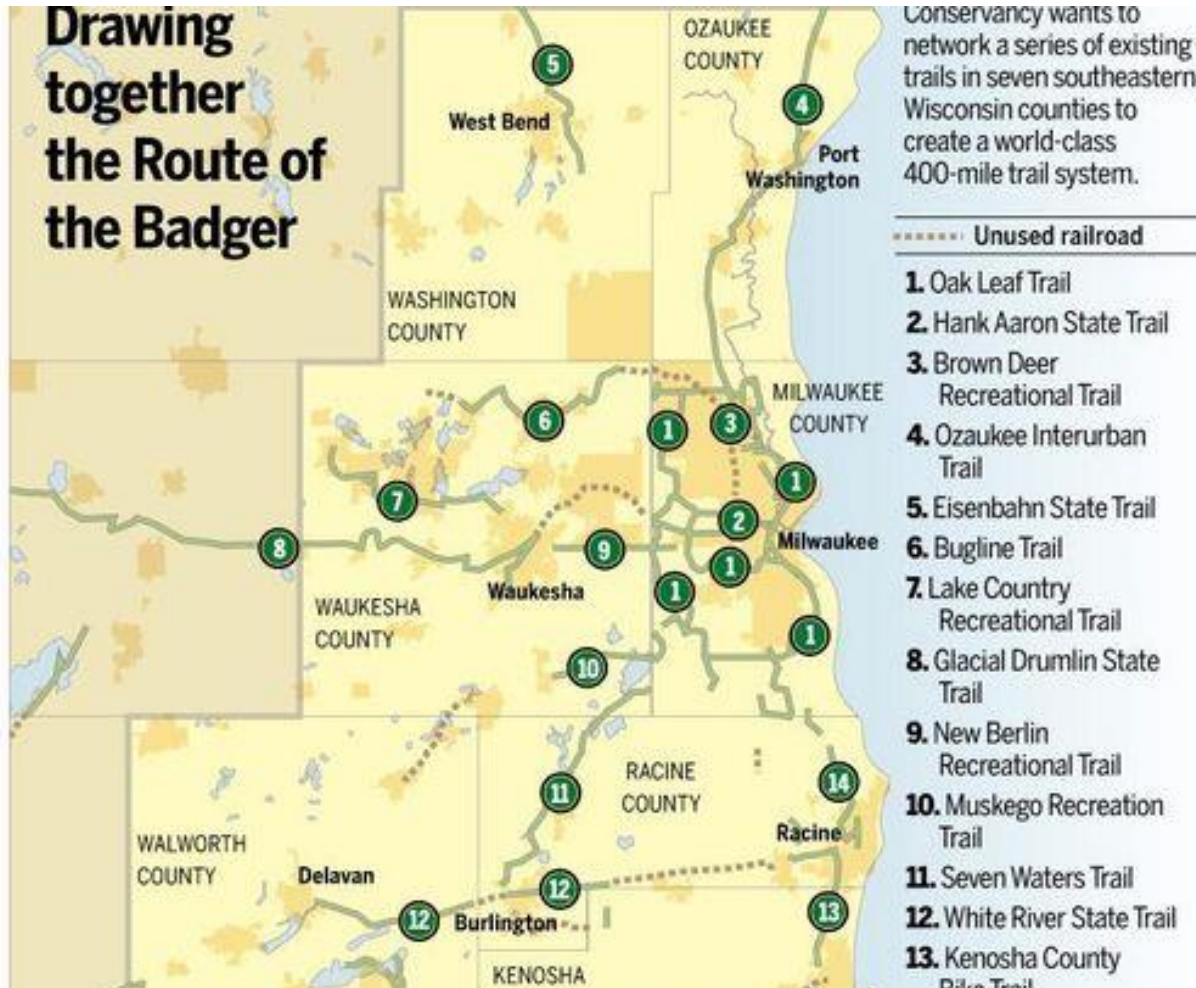 Drawing
together
the Route of
the Badger
Conservancy wants to
network a series of existing
trails in seven southeastern
Wisconsin counties to
create a world-class
400-mile trail system.
Unused railroad
1. Oak Leaf Trail
2. Hank Aaron State Trail
3. Brown Deer
Recreational Trail
4. Ozaukee Interurban
Trail
5. Eisenbahn State Trail
6. Bugline Trail
7. Lake Country
Recreational Trail
8. Glacial Drumlin State
Trail
9. New Berlin
Recreational Trail
10. Muskego Recreation
Trail
11. Seven Waters Trail
12. White River State Trail
13. Kenosha County
Bike Trail
OZAUKEE
COUNTY
5
4
West Bend
Port
Washington
WASHINGTON
COUNTY
MILWAUKEE
COUNTY
6
1
3
7
1
2
8
9
Milwaukee
1
Waukesha
1
WAUKESHA
COUNTY
1
10
RACINE
COUNTY
11
14
Racine
WALWORTH
COUNTY
Delavan
12
12
Burlington
13
KENOSHA